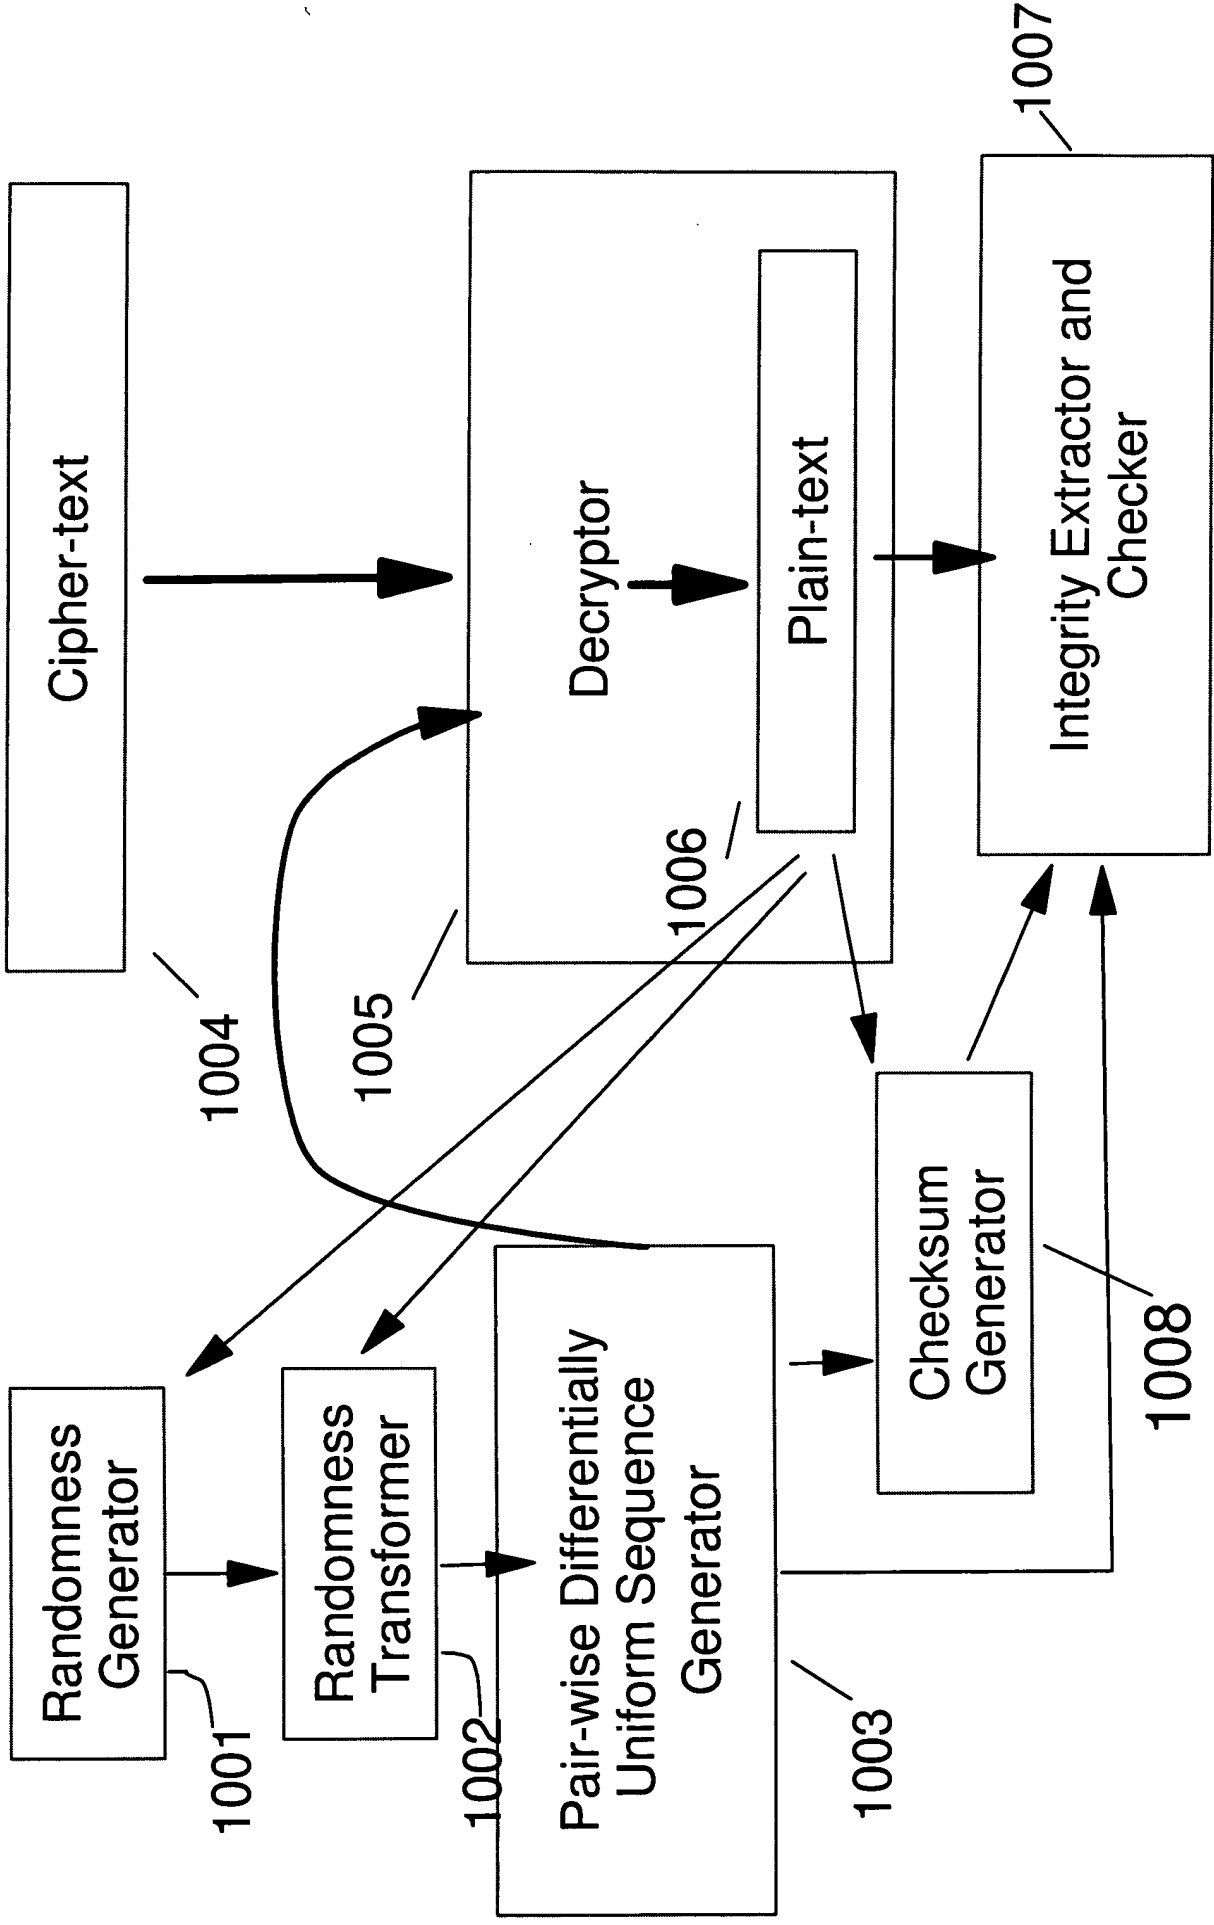 Randomness
Generator
1001
Randomness
Transformer
1002
Pair-wise Differentially
Uniform Sequence
Generator
1003
Cipher-text
1004
Decryptor
1005
Plain-text
1006
Checksum
Generator
1008
Integrity Extractor and
Checker
1007